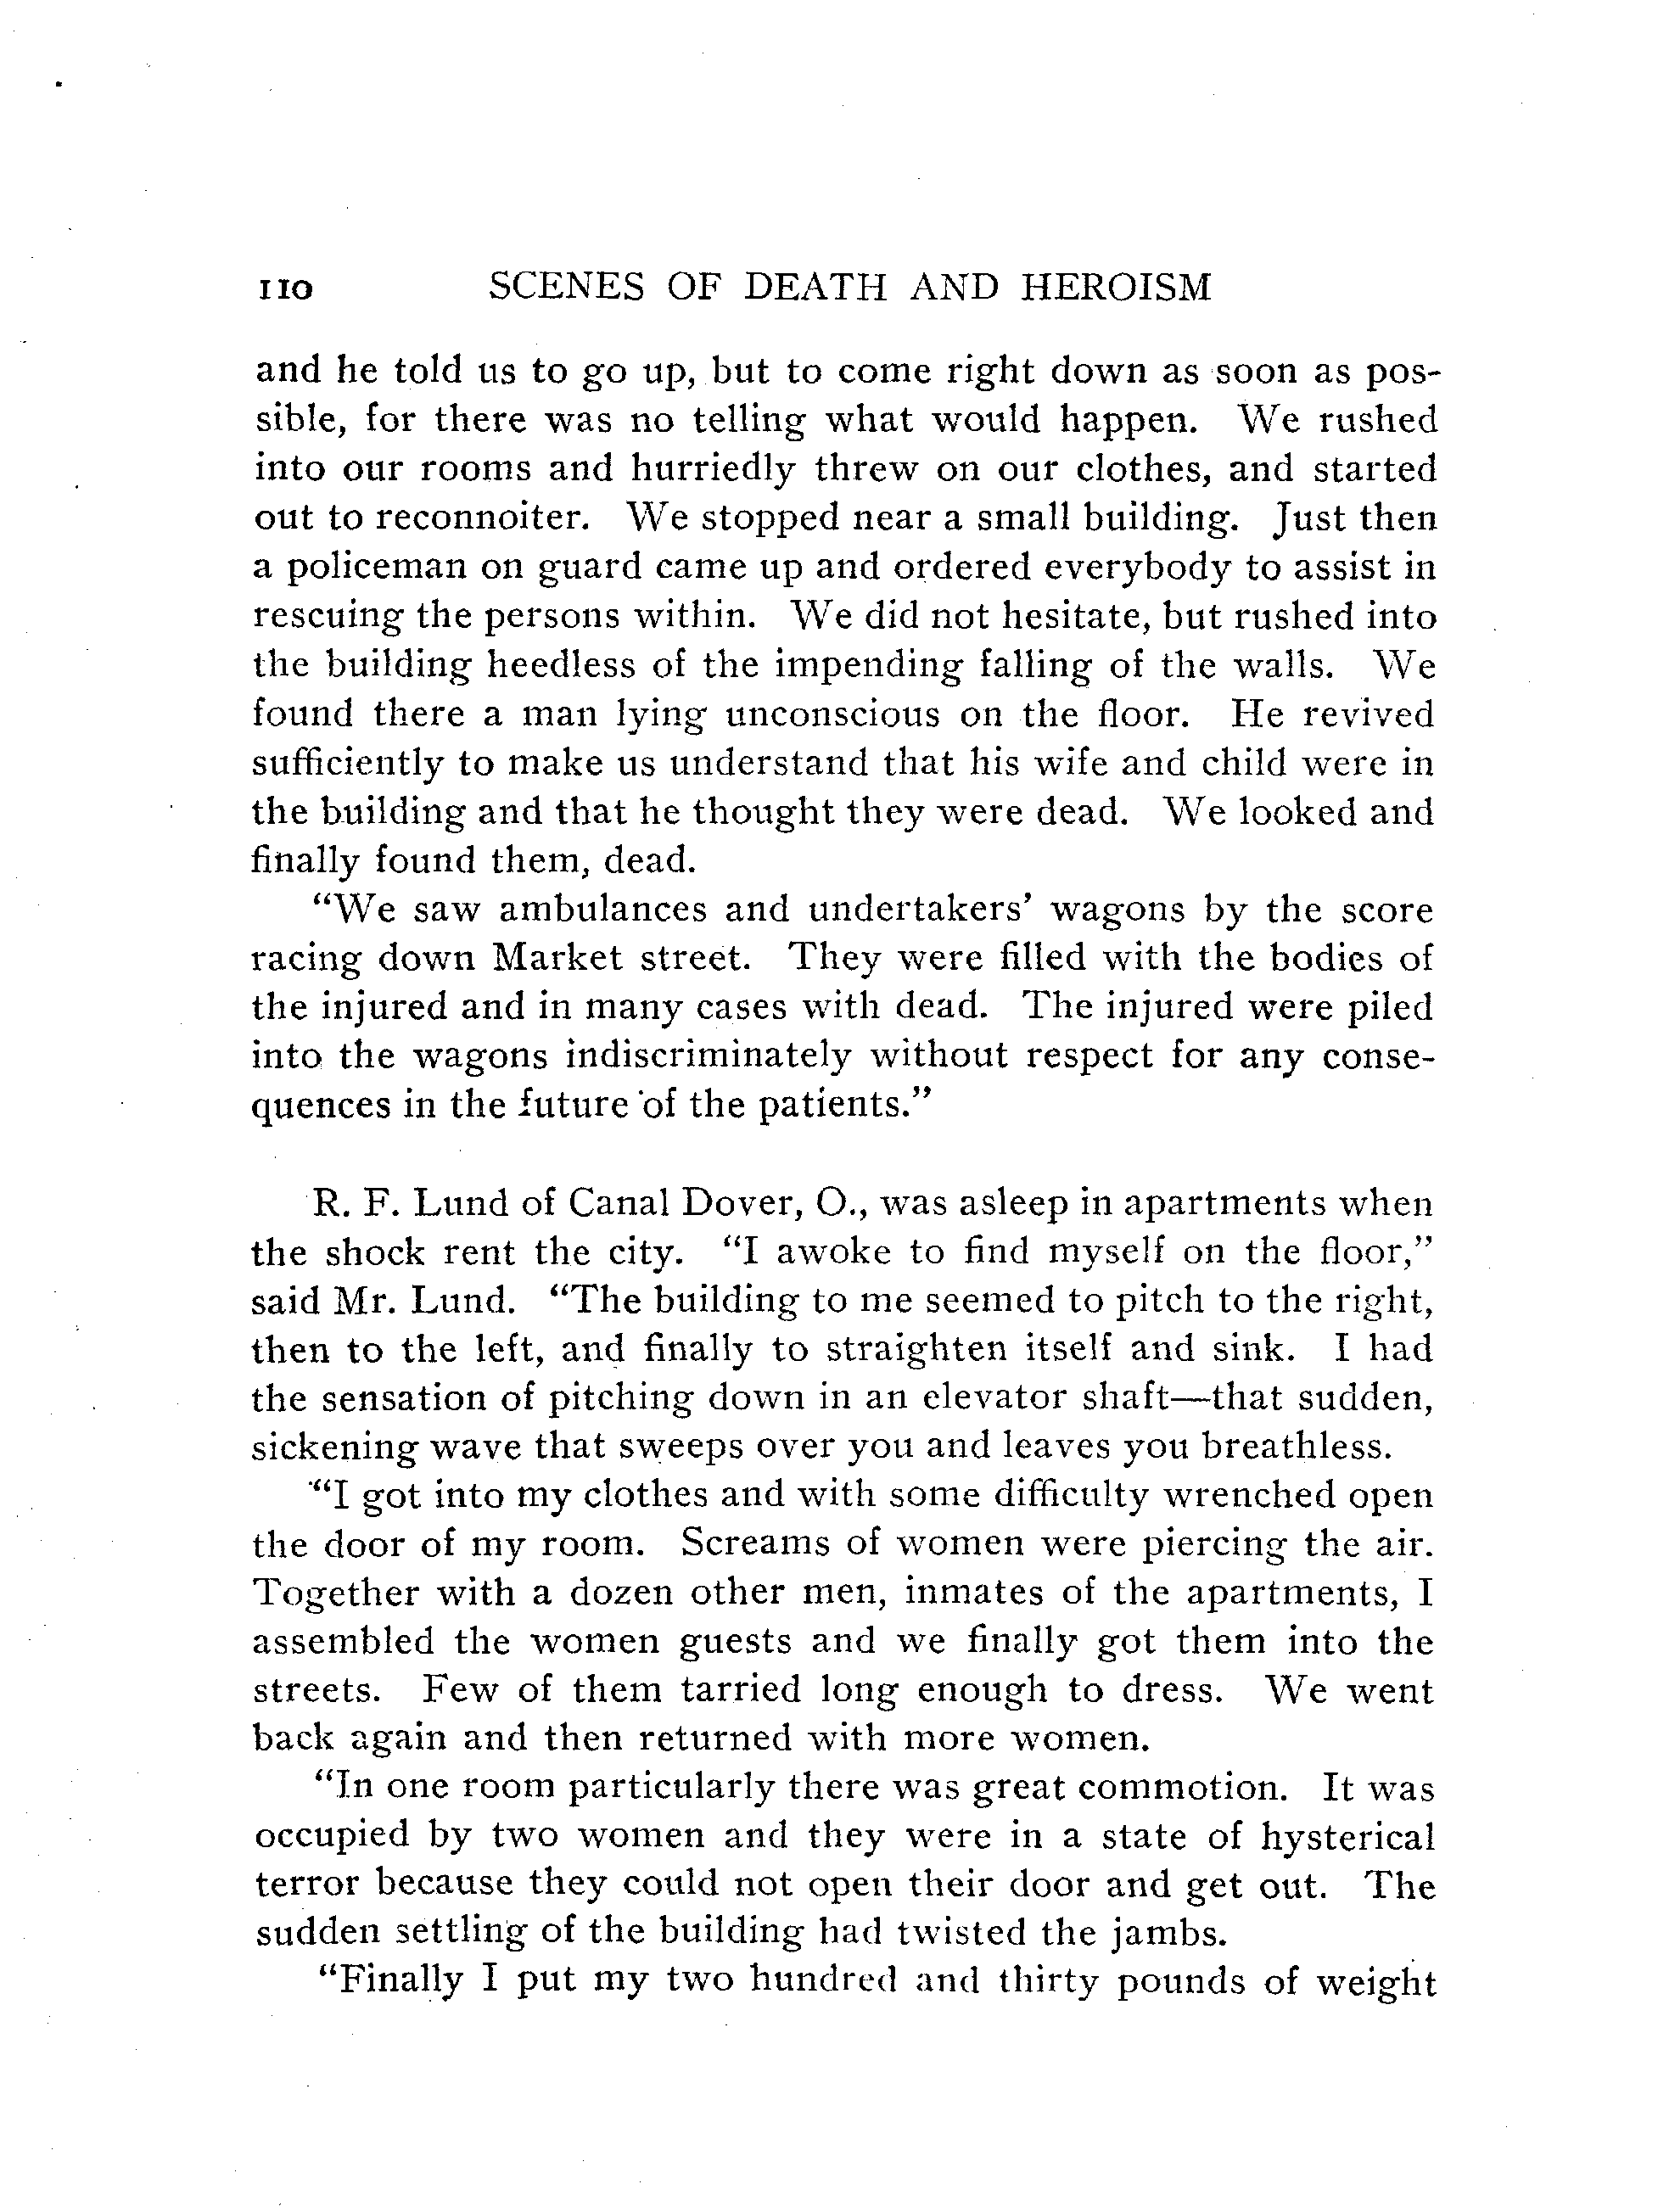 110 SCENES OF DEATH AND HEROISM
and he told us to go up, but to come right down as soon as pos-
sible, for there was no telling what would happen. We rushed
into our rooms and hurriedly threw on our clothes, and started
out to reconnoiter. We stopped near a small building. Just then
a policeman on guard came up and ordered everybody to assist in
rescuing the persons within. We did not hesitate, but rushed into
the building heedless of the impending falling of the walls. We
found there a man lying unconscious on the floor. He revived
sufficiently to make us understand that his wife and child were in
the building and that he thought they were dead. We looked and
finally found them, dead.
“We saw ambulances and undertakers’ wagons by the score
racing down Market street. They were filled with the bodies of
the injured and in many cases with dead. The injured were piled
into the wagons indiscriminately without respect for any conse-
quences in the future of the patients.”
R. F. Lund of Canal Dover, O., was asleep in apartments when
the shock rent the city. “I awoke to find myself on the floor,”
said Mr. Lund. “The building to me seemed to pitch to the right,
then to the left, and finally to straighten itself and sink. I had
the sensation of pitching down in an elevator shaft—that sudden,
sickening wave that sweeps over you and leaves you breathless.
“I got into my clothes and with some difficulty wrenched open
the door of my room. Screams of women were piercing the air.
Together with a dozen other men, inmates of the apartments, I
assembled the women guests and we finally got them into the
streets. Few of them tarried long enough to dress. We went
back again and then returned with more women.
“In one room particularly there was great commotion. It was
occupied by two women and they were in a state of hysterical
terror because they could not open their door and get out. The
sudden settling of the building had twisted the jambs.
“Finally I put my two hundred and thirty pounds of weight